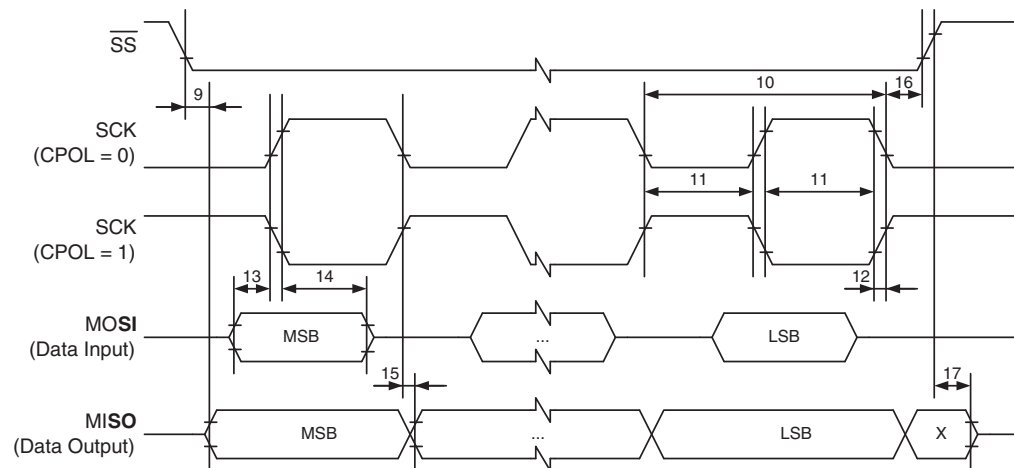 SS
10
9
16
SCK
(CPOL = 0)
11
11
SCK
(CPOL = 1)
13
14
12
MOSI
(Data Input)
MSB
...
LSB
15
17
MISO
(Data Output)
MSB
...
LSB
X